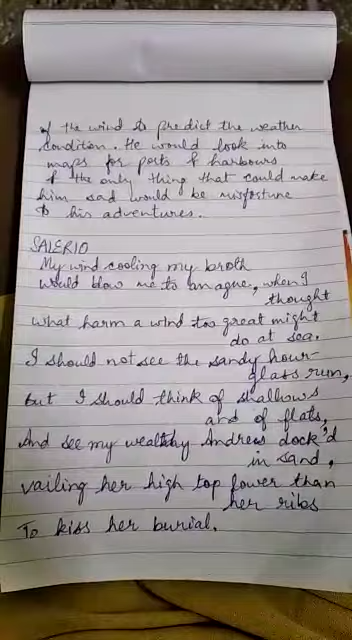 of the wind to predict the weather
condition. He would look into
maps for ports & harbours
& the only thing that could make
him sad would be misfortune
to his adventures.
SALERIO
My wind cooling my broth
would blow me to an ague, when I
thought
what harm a wind too great might
do at sea.
I should not see the sandy hour-
glass run,
but I should think of shallows
and of flats,
And see my wealthy Andrew dock'd
in sand,
vailing her high top lower than
her ribs
To kiss her burial.